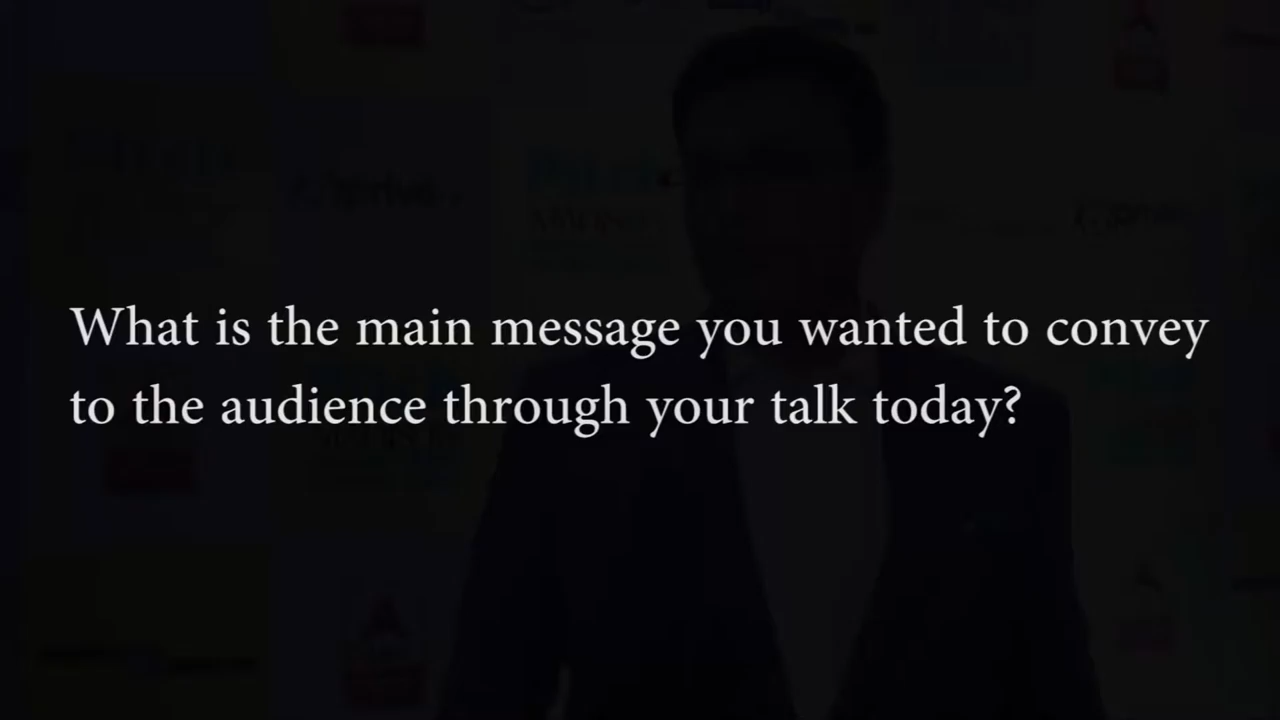 What is the main message you wanted to convey
to the audience through your talk today?